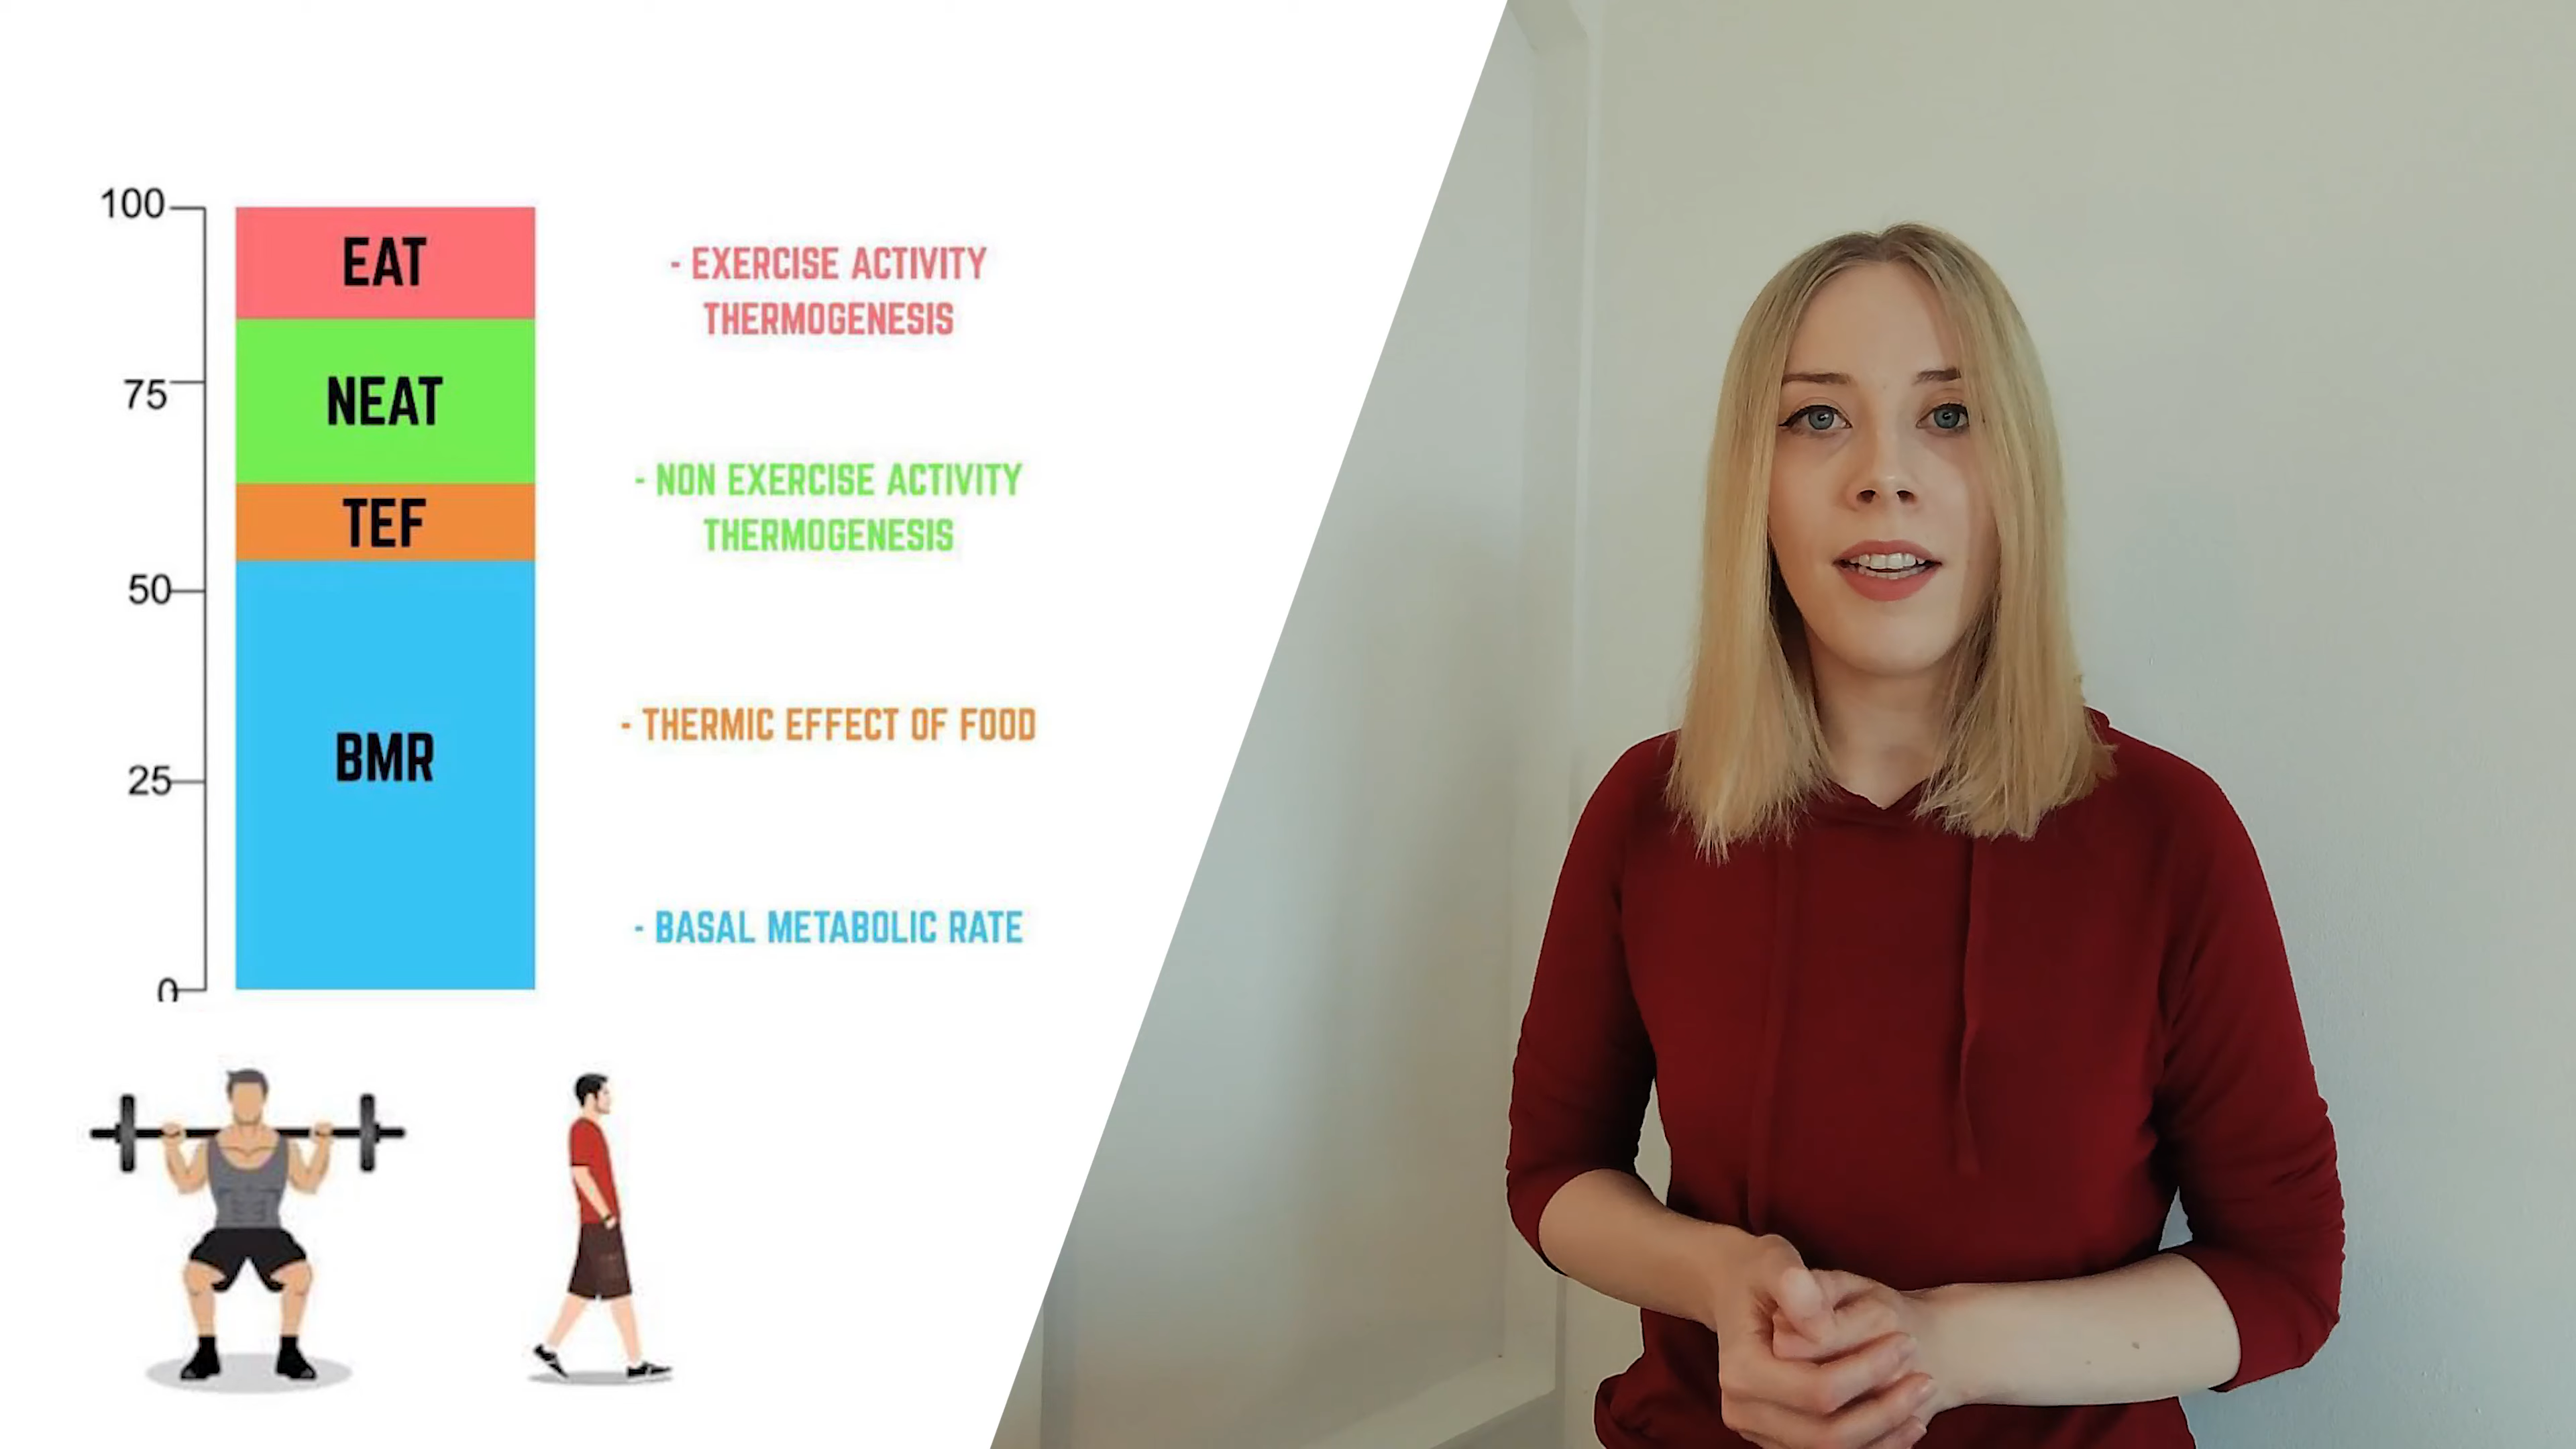 100
75
50
25
0
EAT
NEAT
TEF
BMR
- EXERCISE ACTIVITY
THERMOGENESIS
- NON EXERCISE ACTIVITY
THERMOGENESIS
- THERMIC EFFECT OF FOOD
- BASAL METABOLIC RATE